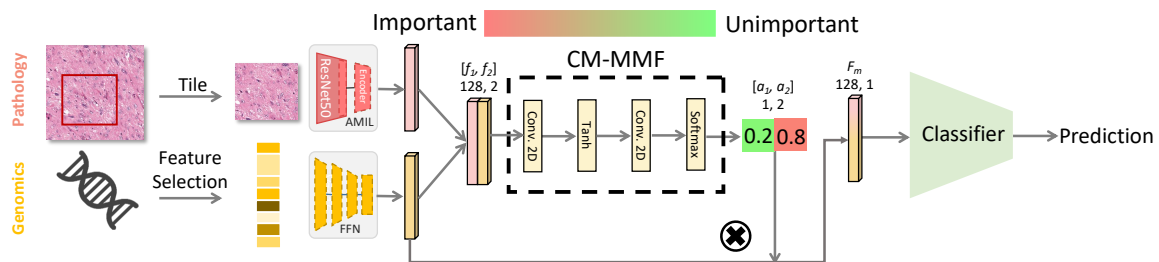 Important
Unimportant
Pathology
Tile
ResNet50
Encoder
AMIL
[f₁, f₂]
128, 2
CM-MMF
Conv. 2D
Tanh
Conv. 2D
Softmax
[a₁, a₂]
1, 2
0.2
0.8
Fₘ
128, 1
Classifier
Prediction
Genomics
Feature
Selection
FFN